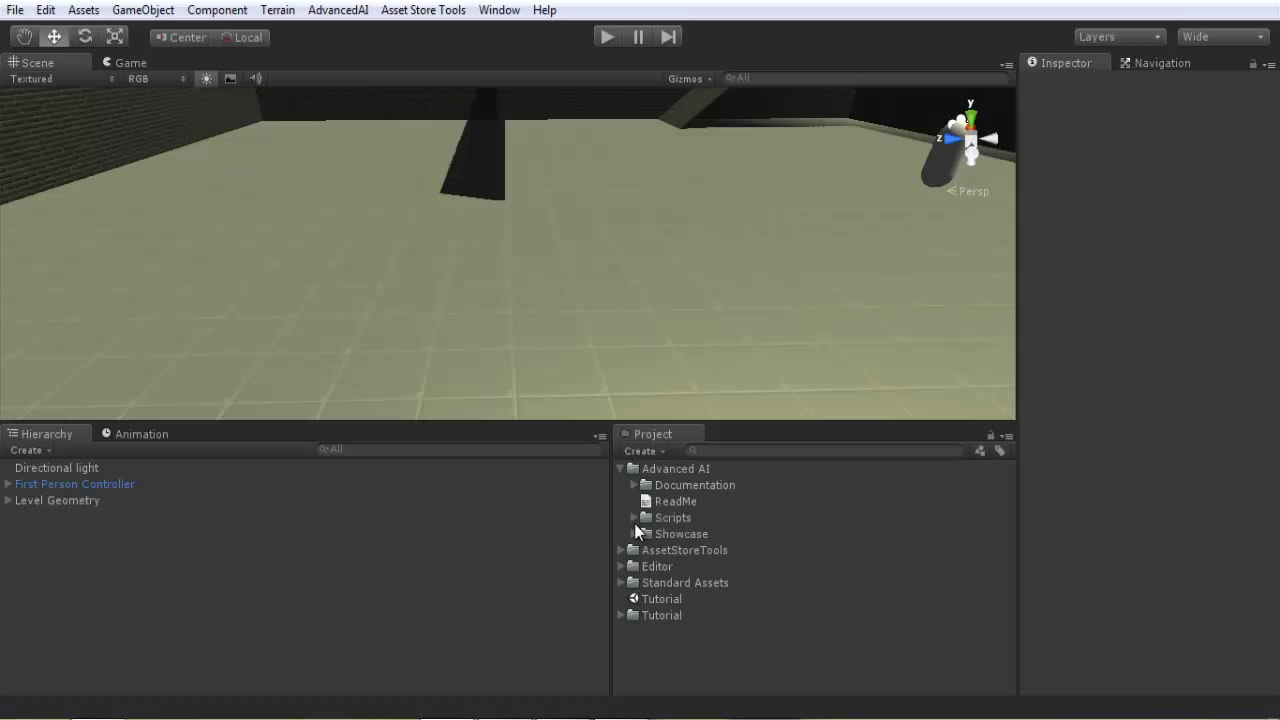 File Edit Assets GameObject Component Terrain AdvancedAI Asset Store Tools Window Help
Center Local Layers Wide
Scene Game Inspector Navigation
Textured RGB Gizmos All
y
z
Persp
Hierarchy Animation Project
Create All Create
Directional light
First Person Controller
Level Geometry
Advanced AI
Documentation
ReadMe
Scripts
Showcase
AssetStoreTools
Editor
Standard Assets
Tutorial
Tutorial